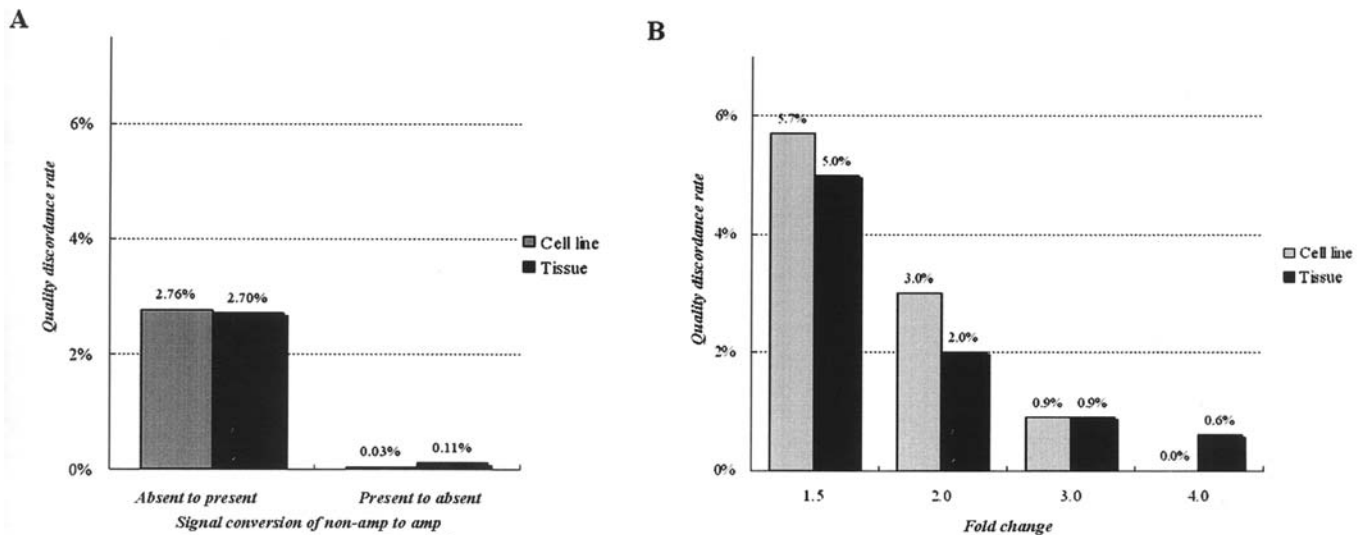 A
Quality discordance rate
6%
4%
2%
0%
2.76%
2.70%
0.03%
0.11%
Absent to present
Present to absent
Signal conversion of non-amp to amp
Cell line
Tissue
B
Quality discordance rate
6%
4%
2%
0%
5.7%
5.0%
3.0%
2.0%
0.9%
0.9%
0.0%
0.6%
1.5
2.0
3.0
4.0
Fold change
Cell line
Tissue